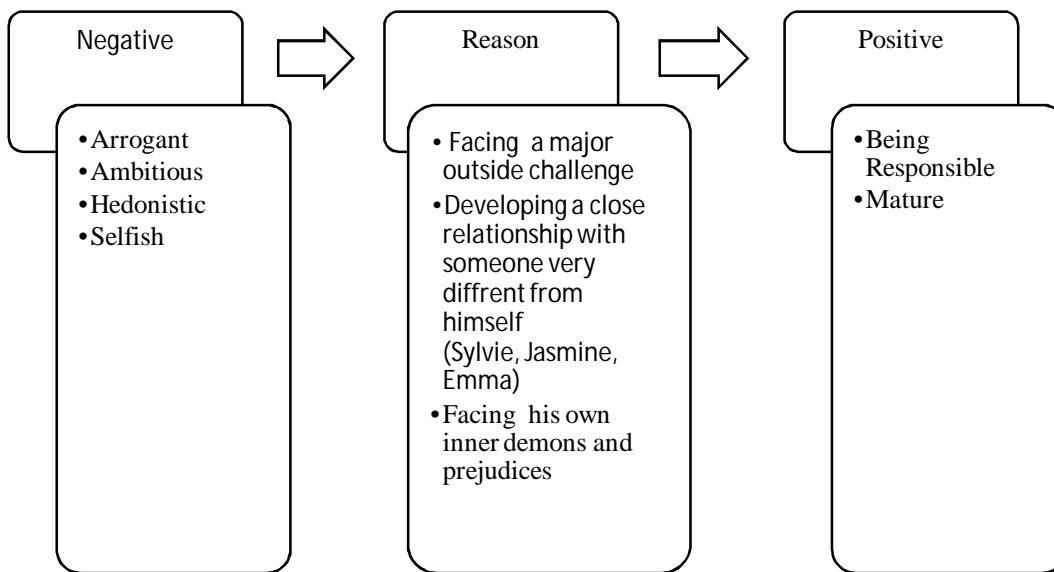 Negative
• Arrogant
• Ambitious
• Hedonistic
• Selfish
Reason
• Facing a major
outside challenge
• Developing a close
relationship with
someone very
diffrent from
himself
(Sylvie, Jasmine,
Emma)
• Facing his own
inner demons and
prejudices
Positive
• Being
Responsible
• Mature